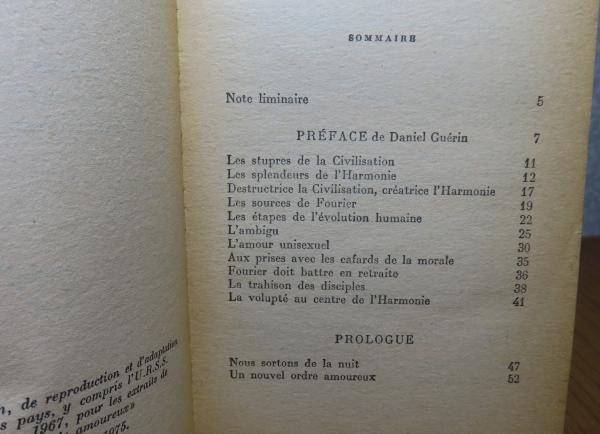 n, de reproduction et d'adaptation
s pays, y compris l'U.R.S.S.
1967, pour les extraits de
amoureux»
1975.
SOMMAIRE
Note liminaire 5
PRÉFACE de Daniel Guérin 7
Les stupres de la Civilisation 11
Les splendeurs de l'Harmonie 12
Destructrice la Civilisation, créatrice l'Harmonie 17
Les sources de Fourier 19
Les étapes de l'évolution humaine 22
L'ambigu 25
L'amour unisexuel 30
Aux prises avec les cafards de la morale 35
Fourier doit battre en retraite 36
La trahison des disciples 38
La volupté au centre de l'Harmonie 41
PROLOGUE
Nous sortons de la nuit 47
Un nouvel ordre amoureux 52